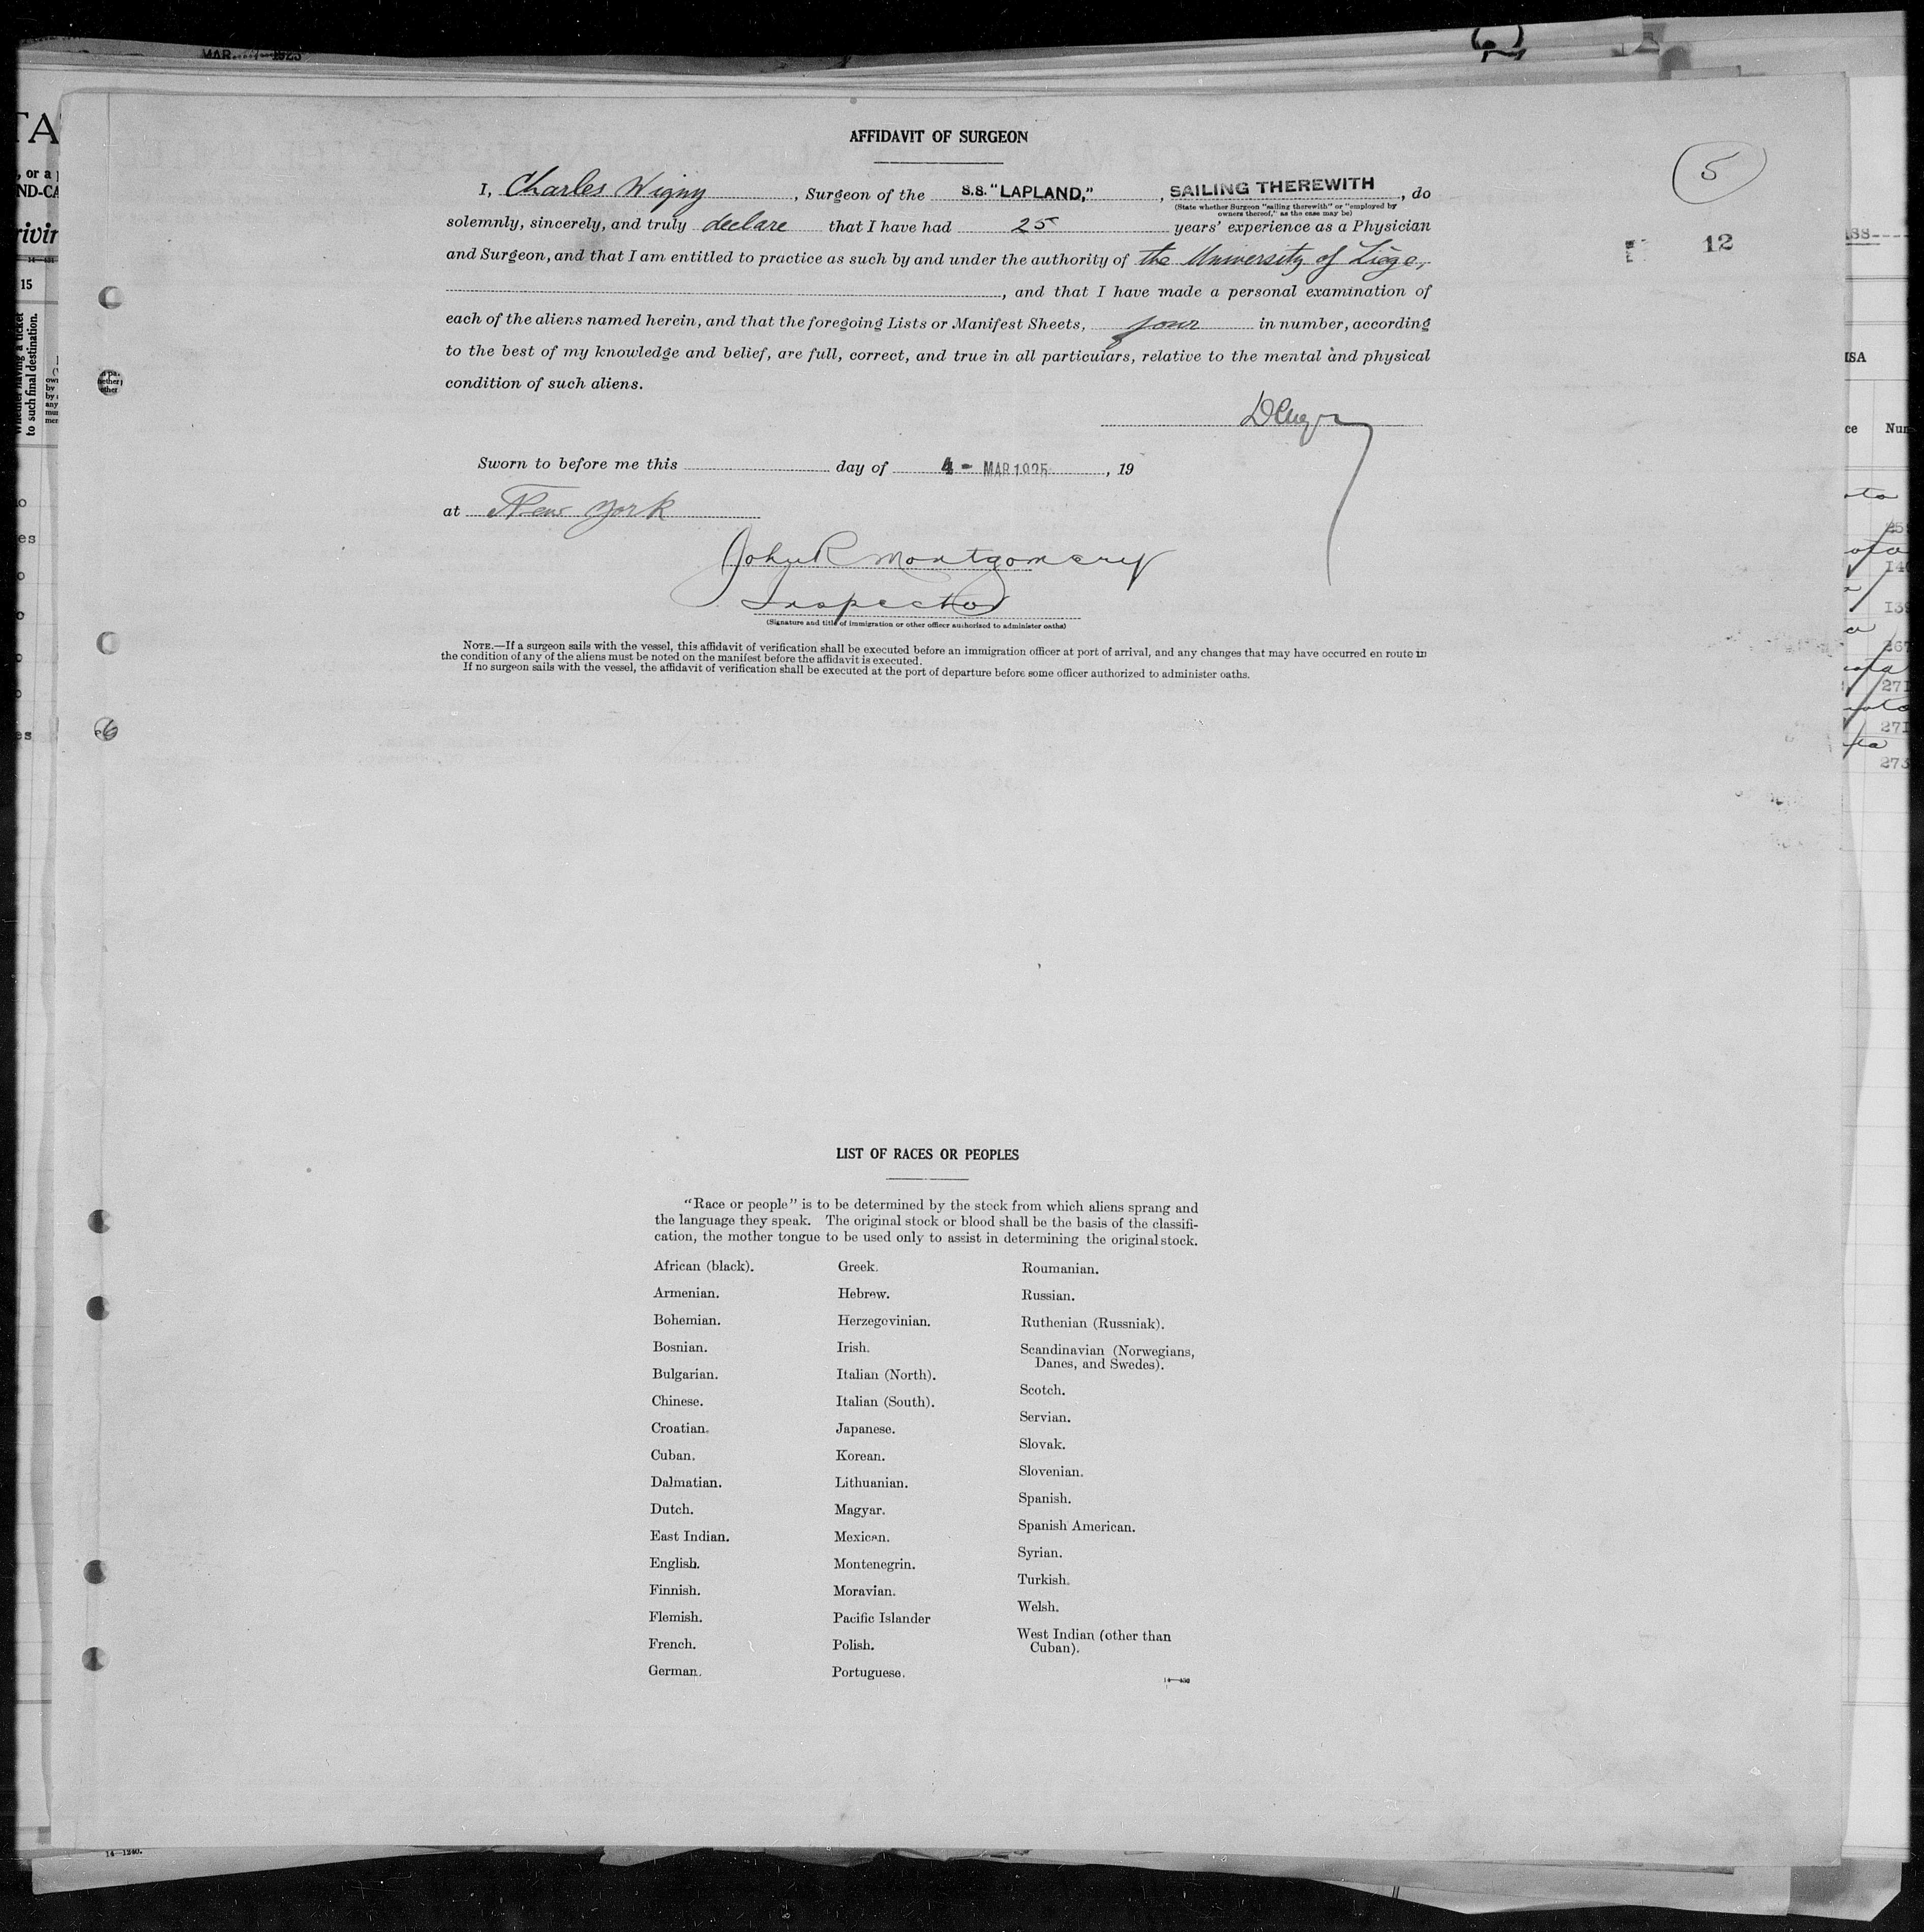 AFFIDAVIT OF SURGEON
5
I, Charles Wigny, Surgeon of the S.S. "LAPLAND,", SAILING THEREWITH, do
(State whether Surgeon "sailing therewith" or "employed by
owners thereof," as the case may be)
solemnly, sincerely, and truly declare that I have had 25 years' experience as a Physician
12
and Surgeon, and that I am entitled to practice as such by and under the authority of the University of Liège,
, and that I have made a personal examination of
each of the aliens named herein, and that the foregoing Lists or Manifest Sheets, four in number, according
to the best of my knowledge and belief, are full, correct, and true in all particulars, relative to the mental and physical
condition of such aliens.
Sworn to before me this day of 4 - MAR 1925, 19
at New York
John R Montgomery
Inspector
(Signature and title of immigration or other officer authorized to administer oaths)
NOTE.—If a surgeon sails with the vessel, this affidavit of verification shall be executed before an immigration officer at port of arrival, and any changes that may have occurred en route in
the condition of any of the aliens must be noted on the manifest before the affidavit is executed.
If no surgeon sails with the vessel, the affidavit of verification shall be executed at the port of departure before some officer authorized to administer oaths.
LIST OF RACES OR PEOPLES
"Race or people" is to be determined by the stock from which aliens sprang and
the language they speak. The original stock or blood shall be the basis of the classifi-
cation, the mother tongue to be used only to assist in determining the original stock.
African (black).
Armenian.
Bohemian.
Bosnian.
Bulgarian.
Chinese.
Croatian.
Cuban.
Dalmatian.
Dutch.
East Indian.
English.
Finnish.
Flemish.
French.
German.
Greek.
Hebrew.
Herzegovinian.
Irish.
Italian (North).
Italian (South).
Japanese.
Korean.
Lithuanian.
Magyar.
Mexican.
Montenegrin.
Moravian.
Pacific Islander
Polish.
Portuguese.
Roumanian.
Russian.
Ruthenian (Russniak).
Scandinavian (Norwegians,
Danes, and Swedes).
Scotch.
Servian.
Slovak.
Slovenian.
Spanish.
Spanish American.
Syrian.
Turkish.
Welsh.
West Indian (other than
Cuban).
14—1240.